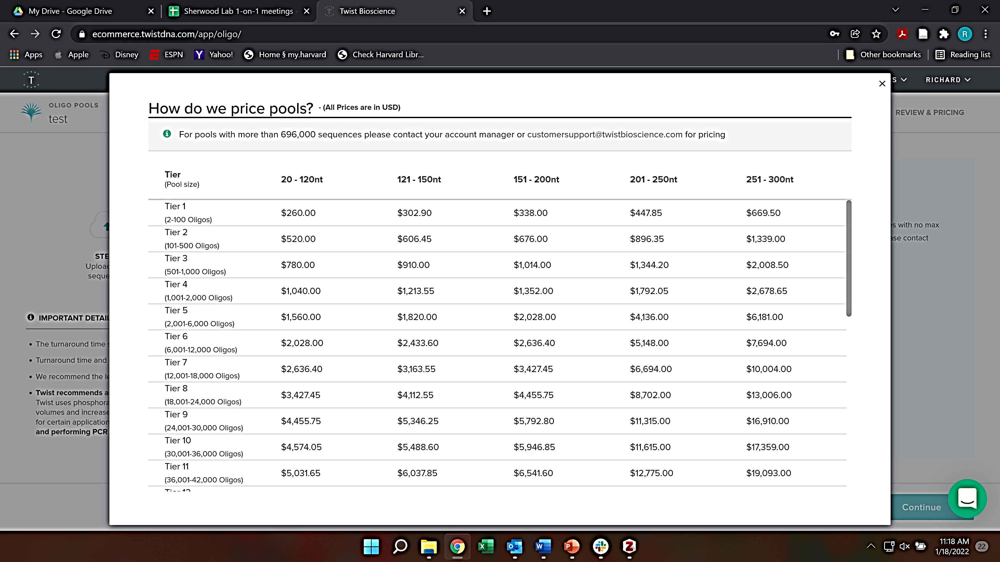 My Drive - Google Drive
Sherwood Lab 1-on-1 meetings -
Twist Bioscience
ecommerce.twistdna.com/app/oligo/
R
Apps
Apple
Disney
ESPN
Yahoo!
Home § my.harvard
Check Harvard Libr...
Other bookmarks
Reading list
T
S
RICHARD
OLIGO POOLS
test
REVIEW & PRICING
How do we price pools? - (All Prices are in USD)
For pools with more than 696,000 sequences please contact your account manager or customersupport@twistbioscience.com for pricing
Tier 20 - 120nt 121 - 150nt 151 - 200nt 201 - 250nt 251 - 300nt
(Pool size)
Tier 1
(2-100 Oligos) $260.00 $302.90 $338.00 $447.85 $669.50
Tier 2
(101-500 Oligos) $520.00 $606.45 $676.00 $896.35 $1,339.00
Tier 3
(501-1,000 Oligos) $780.00 $910.00 $1,014.00 $1,344.20 $2,008.50
Tier 4
(1,001-2,000 Oligos) $1,040.00 $1,213.55 $1,352.00 $1,792.05 $2,678.65
Tier 5
(2,001-6,000 Oligos) $1,560.00 $1,820.00 $2,028.00 $4,136.00 $6,181.00
Tier 6
(6,001-12,000 Oligos) $2,028.00 $2,433.60 $2,636.40 $5,148.00 $7,694.00
Tier 7
(12,001-18,000 Oligos) $2,636.40 $3,163.55 $3,427.45 $6,694.00 $10,004.00
Tier 8
(18,001-24,000 Oligos) $3,427.45 $4,112.55 $4,455.75 $8,702.00 $13,006.00
Tier 9
(24,001-30,000 Oligos) $4,455.75 $5,346.25 $5,792.80 $11,315.00 $16,910.00
Tier 10
(30,001-36,000 Oligos) $4,574.05 $5,488.60 $5,946.85 $11,615.00 $17,359.00
Tier 11
(36,001-42,000 Oligos) $5,031.65 $6,037.85 $6,541.60 $12,775.00 $19,093.00
STE
Upload
seque
IMPORTANT DETAIL
The turnaround time
Turnaround time and
We recommend the le
Twist recommends a
Twist uses phosphora
volumes and increase
for certain application
and performing PCR
es with no max
ase contact
Continue
11:18 AM
1/18/2022
22